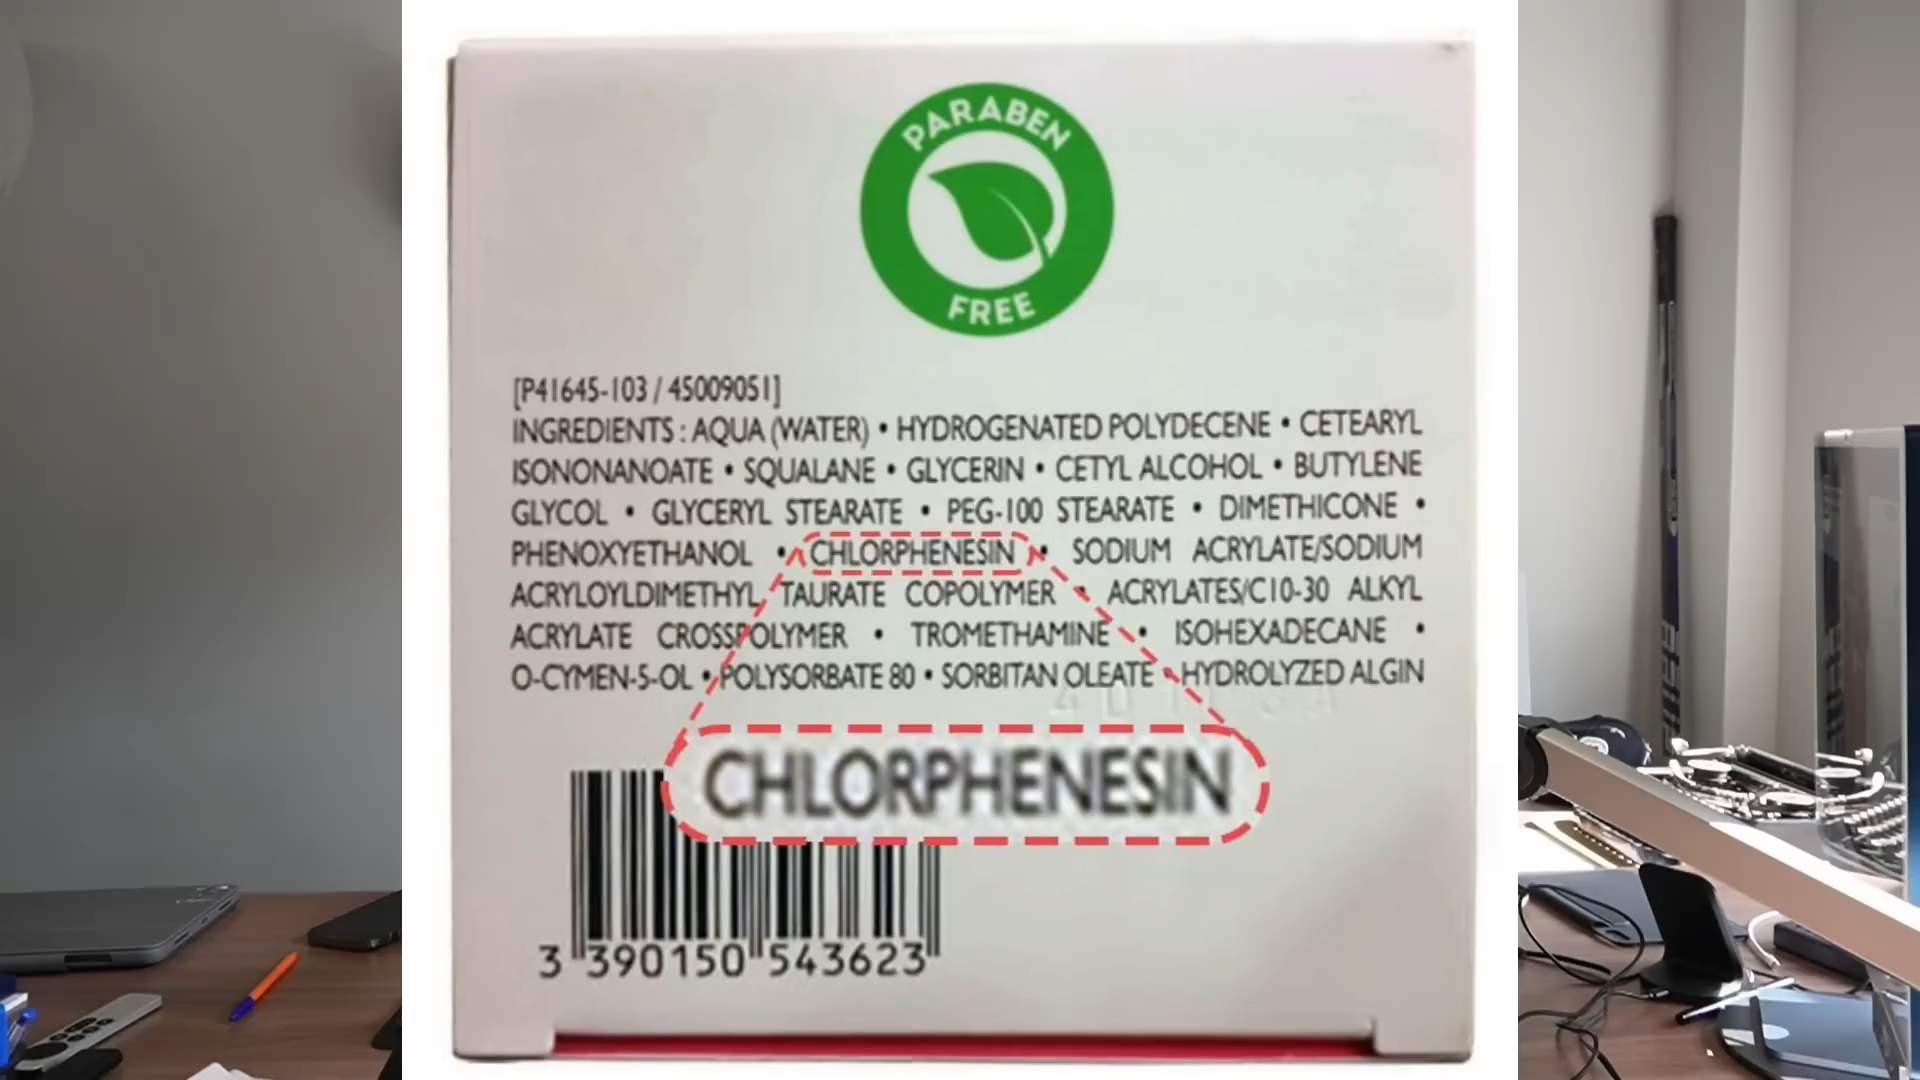 PARABEN
FREE
[P41645-103 / 45009051]
INGREDIENTS : AQUA (WATER) • HYDROGENATED POLYDECENE • CETEARYL
ISONONANOATE • SQUALANE • GLYCERIN • CETYL ALCOHOL • BUTYLENE
GLYCOL • GLYCERYL STEARATE • PEG-100 STEARATE • DIMETHICONE •
PHENOXYETHANOL • CHLORPHENESIN • SODIUM ACRYLATE/SODIUM
ACRYLOYLDIMETHYL TAURATE COPOLYMER • ACRYLATES/C10-30 ALKYL
ACRYLATE CROSSPOLYMER • TROMETHAMINE • ISOHEXADECANE •
O-CYMEN-5-OL • POLYSORBATE 80 • SORBITAN OLEATE • HYDROLYZED ALGIN
CHLORPHENESIN
3 390150 543623